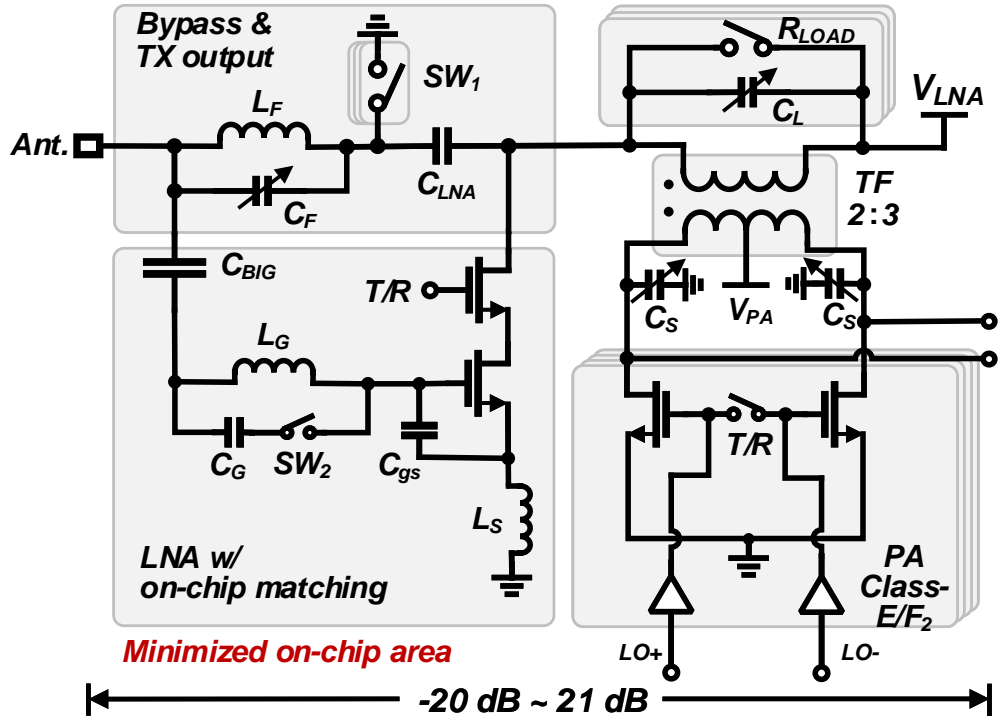 Bypass &
TX output
SW1
RLOAD
CL
VLNA
Ant.
LF
CF
CLNA
TF
2:3
CBIG
T/R
CS
VPA
CS
LG
CG
SW2
Cgs
T/R
LS
LNA w/
on-chip matching
PA
Class-
E/F2
Minimized on-chip area
LO+
LO-
-20 dB ~ 21 dB